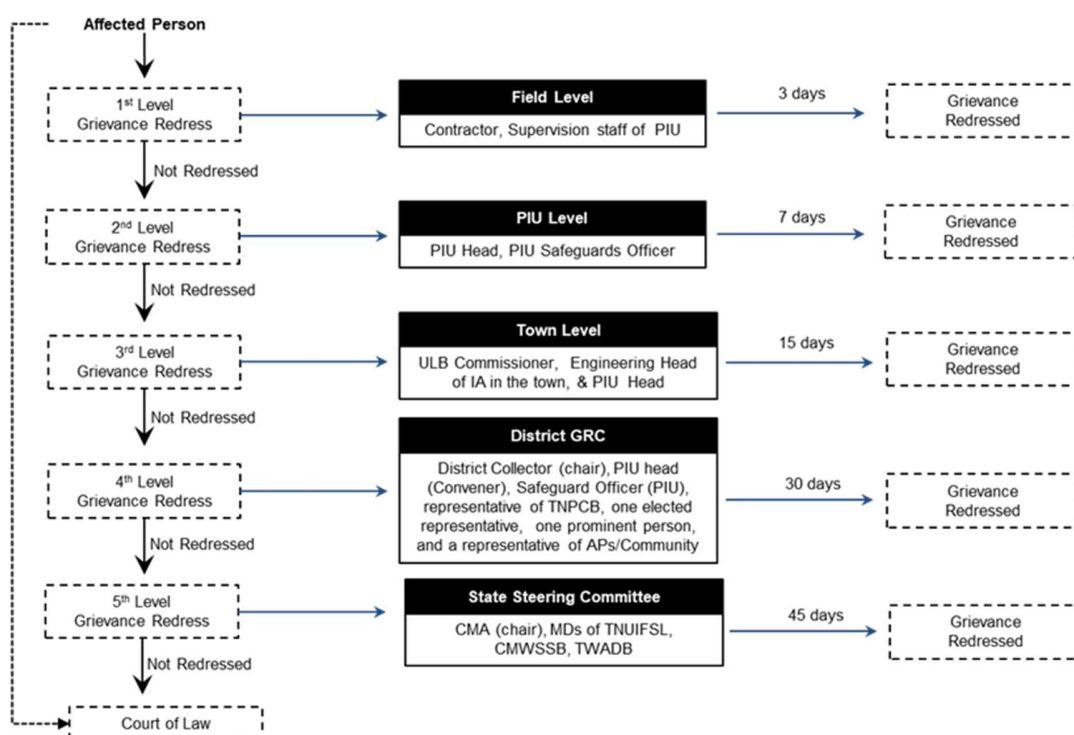 Affected Person
1st Level
Grievance Redress
Field Level
Contractor, Supervision staff of PIU
3 days
Grievance
Redressed
Not Redressed
2nd Level
Grievance Redress
PIU Level
PIU Head, PIU Safeguards Officer
7 days
Grievance
Redressed
Not Redressed
3rd Level
Grievance Redress
Town Level
ULB Commissioner, Engineering Head
of IA in the town, & PIU Head
15 days
Grievance
Redressed
Not Redressed
4th Level
Grievance Redress
District GRC
District Collector (chair), PIU head
(Convener), Safeguard Officer (PIU),
representative of TNPCB, one elected
representative, one prominent person,
and a representative of APs/Community
30 days
Grievance
Redressed
Not Redressed
5th Level
Grievance Redress
State Steering Committee
CMA (chair), MDs of TNUIFSL,
CMWSSB, TWADB
45 days
Grievance
Redressed
Not Redressed
Court of Law